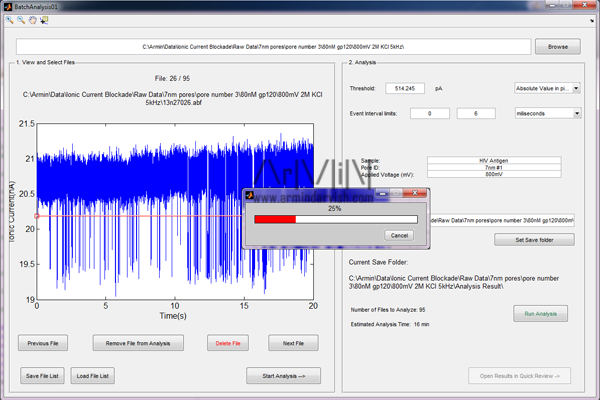 BatchAnalysis01
C:\Armin\Data\Ionic Current Blockade\Raw Data\7nm pores\pore number 3\80nM gp120\800mV 2M KCl 5kHz\
Browse
1. View and Select Files
File: 26 / 95
C:\Armin\Data\Ionic Current Blockade\Raw Data\7nm pores\pore number 3\80nM gp120\800mV 2M KCl
5kHz\13n27026.abf
21.5
21
20.5
20
19.5
19
0
5
10
15
20
Ionic Current(nA)
Time(s)
Previous File
Remove File from Analysis
Delete File
Next File
Save File List
Load File List
Start Analysis -->
2. Analysis
Threshold:
514.245
pA
Absolute Value in pi...
Event Interval limits:
0
6
miliseconds
Sample:
HIV Antigen
Pore ID:
7nm #1
Applied Voltage (mV):
800mV
25%
Cancel
ckade\Raw Data\7nm pores\pore number 3\80nM gp120\800mV
Set Save folder
Current Save Folder:
C:\Armin\Data\Ionic Current Blockade\Raw Data\7nm pores\pore number
3\80nM gp120\800mV 2M KCl 5kHz\Analysis Result\
Number of Files to Analyze: 95
Run Analysis
Estimated Analysis Time: 16 min
Open Results in Quick Review ->